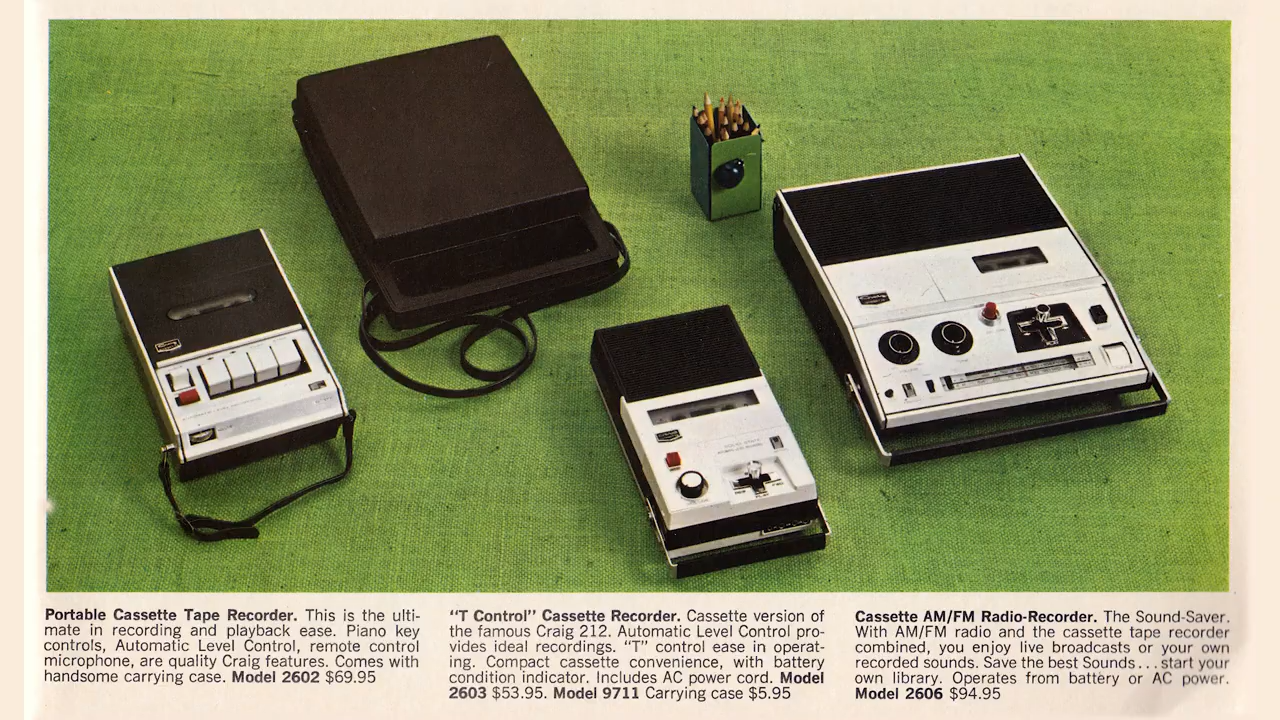 Portable Cassette Tape Recorder. This is the ulti-
mate in recording and playback ease. Piano key
controls, Automatic Level Control, remote control
microphone, are quality Craig features. Comes with
handsome carrying case. Model 2602 $69.95
"T Control" Cassette Recorder. Cassette version of
the famous Craig 212. Automatic Level Control pro-
vides ideal recordings. "T" control ease in operat-
ing. Compact cassette convenience, with battery
condition indicator. Includes AC power cord. Model
2603 $53.95. Model 9711 Carrying case $5.95
Cassette AM/FM Radio-Recorder. The Sound-Saver.
With AM/FM radio and the cassette tape recorder
combined, you enjoy live broadcasts or your own
recorded sounds. Save the best Sounds . . . start your
own library. Operates from battery or AC power.
Model 2606 $94.95